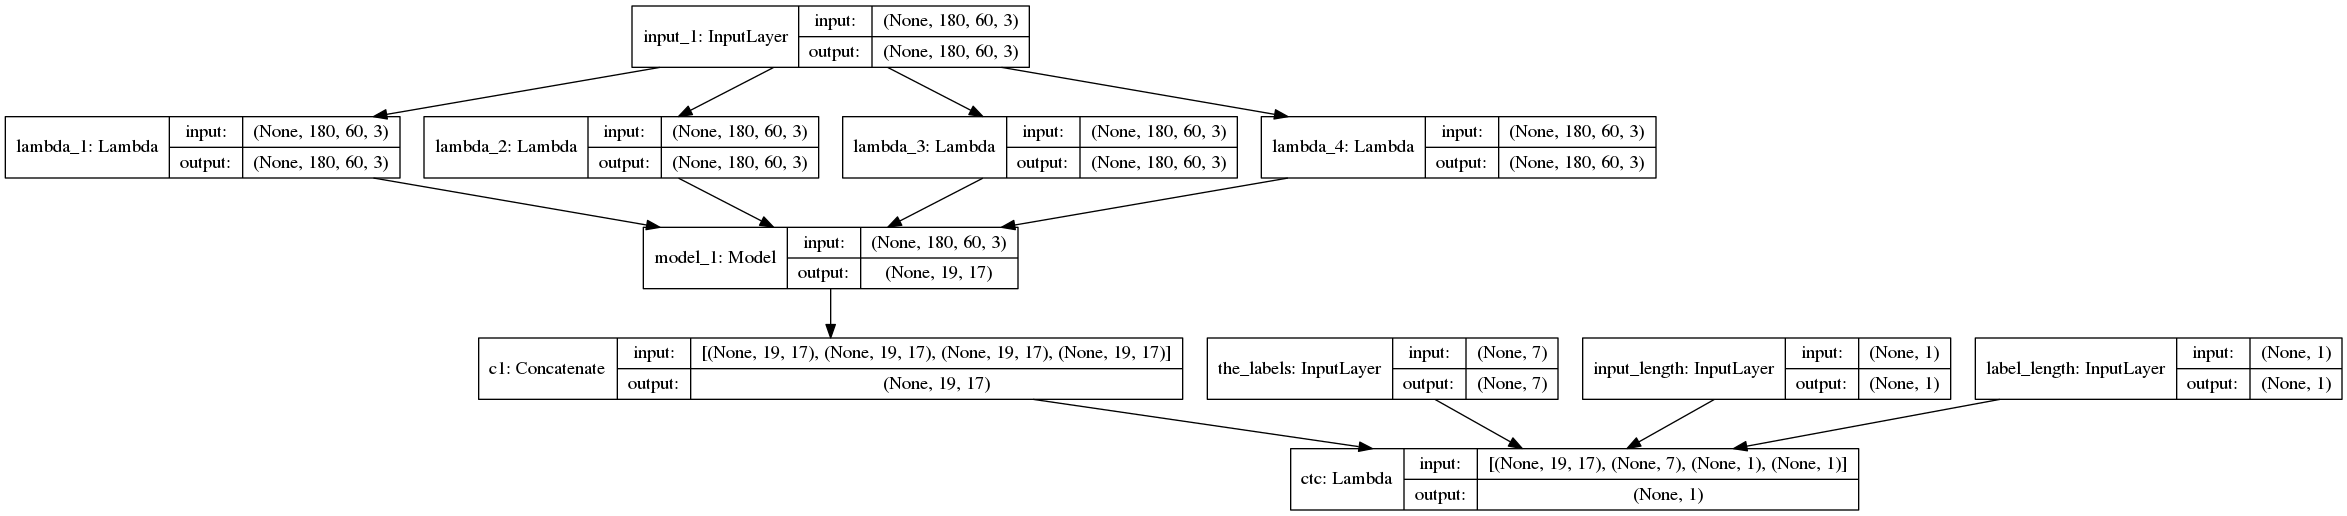 input_1: InputLayer
input:
(None, 180, 60, 3)
output:
(None, 180, 60, 3)
lambda_1: Lambda
input:
(None, 180, 60, 3)
output:
(None, 180, 60, 3)
lambda_2: Lambda
input:
(None, 180, 60, 3)
output:
(None, 180, 60, 3)
lambda_3: Lambda
input:
(None, 180, 60, 3)
output:
(None, 180, 60, 3)
lambda_4: Lambda
input:
(None, 180, 60, 3)
output:
(None, 180, 60, 3)
model_1: Model
input:
(None, 180, 60, 3)
output:
(None, 19, 17)
c1: Concatenate
input:
[(None, 19, 17), (None, 19, 17), (None, 19, 17), (None, 19, 17)]
output:
(None, 19, 17)
the_labels: InputLayer
input:
(None, 7)
output:
(None, 7)
input_length: InputLayer
input:
(None, 1)
output:
(None, 1)
label_length: InputLayer
input:
(None, 1)
output:
(None, 1)
ctc: Lambda
input:
[(None, 19, 17), (None, 7), (None, 1), (None, 1)]
output:
(None, 1)